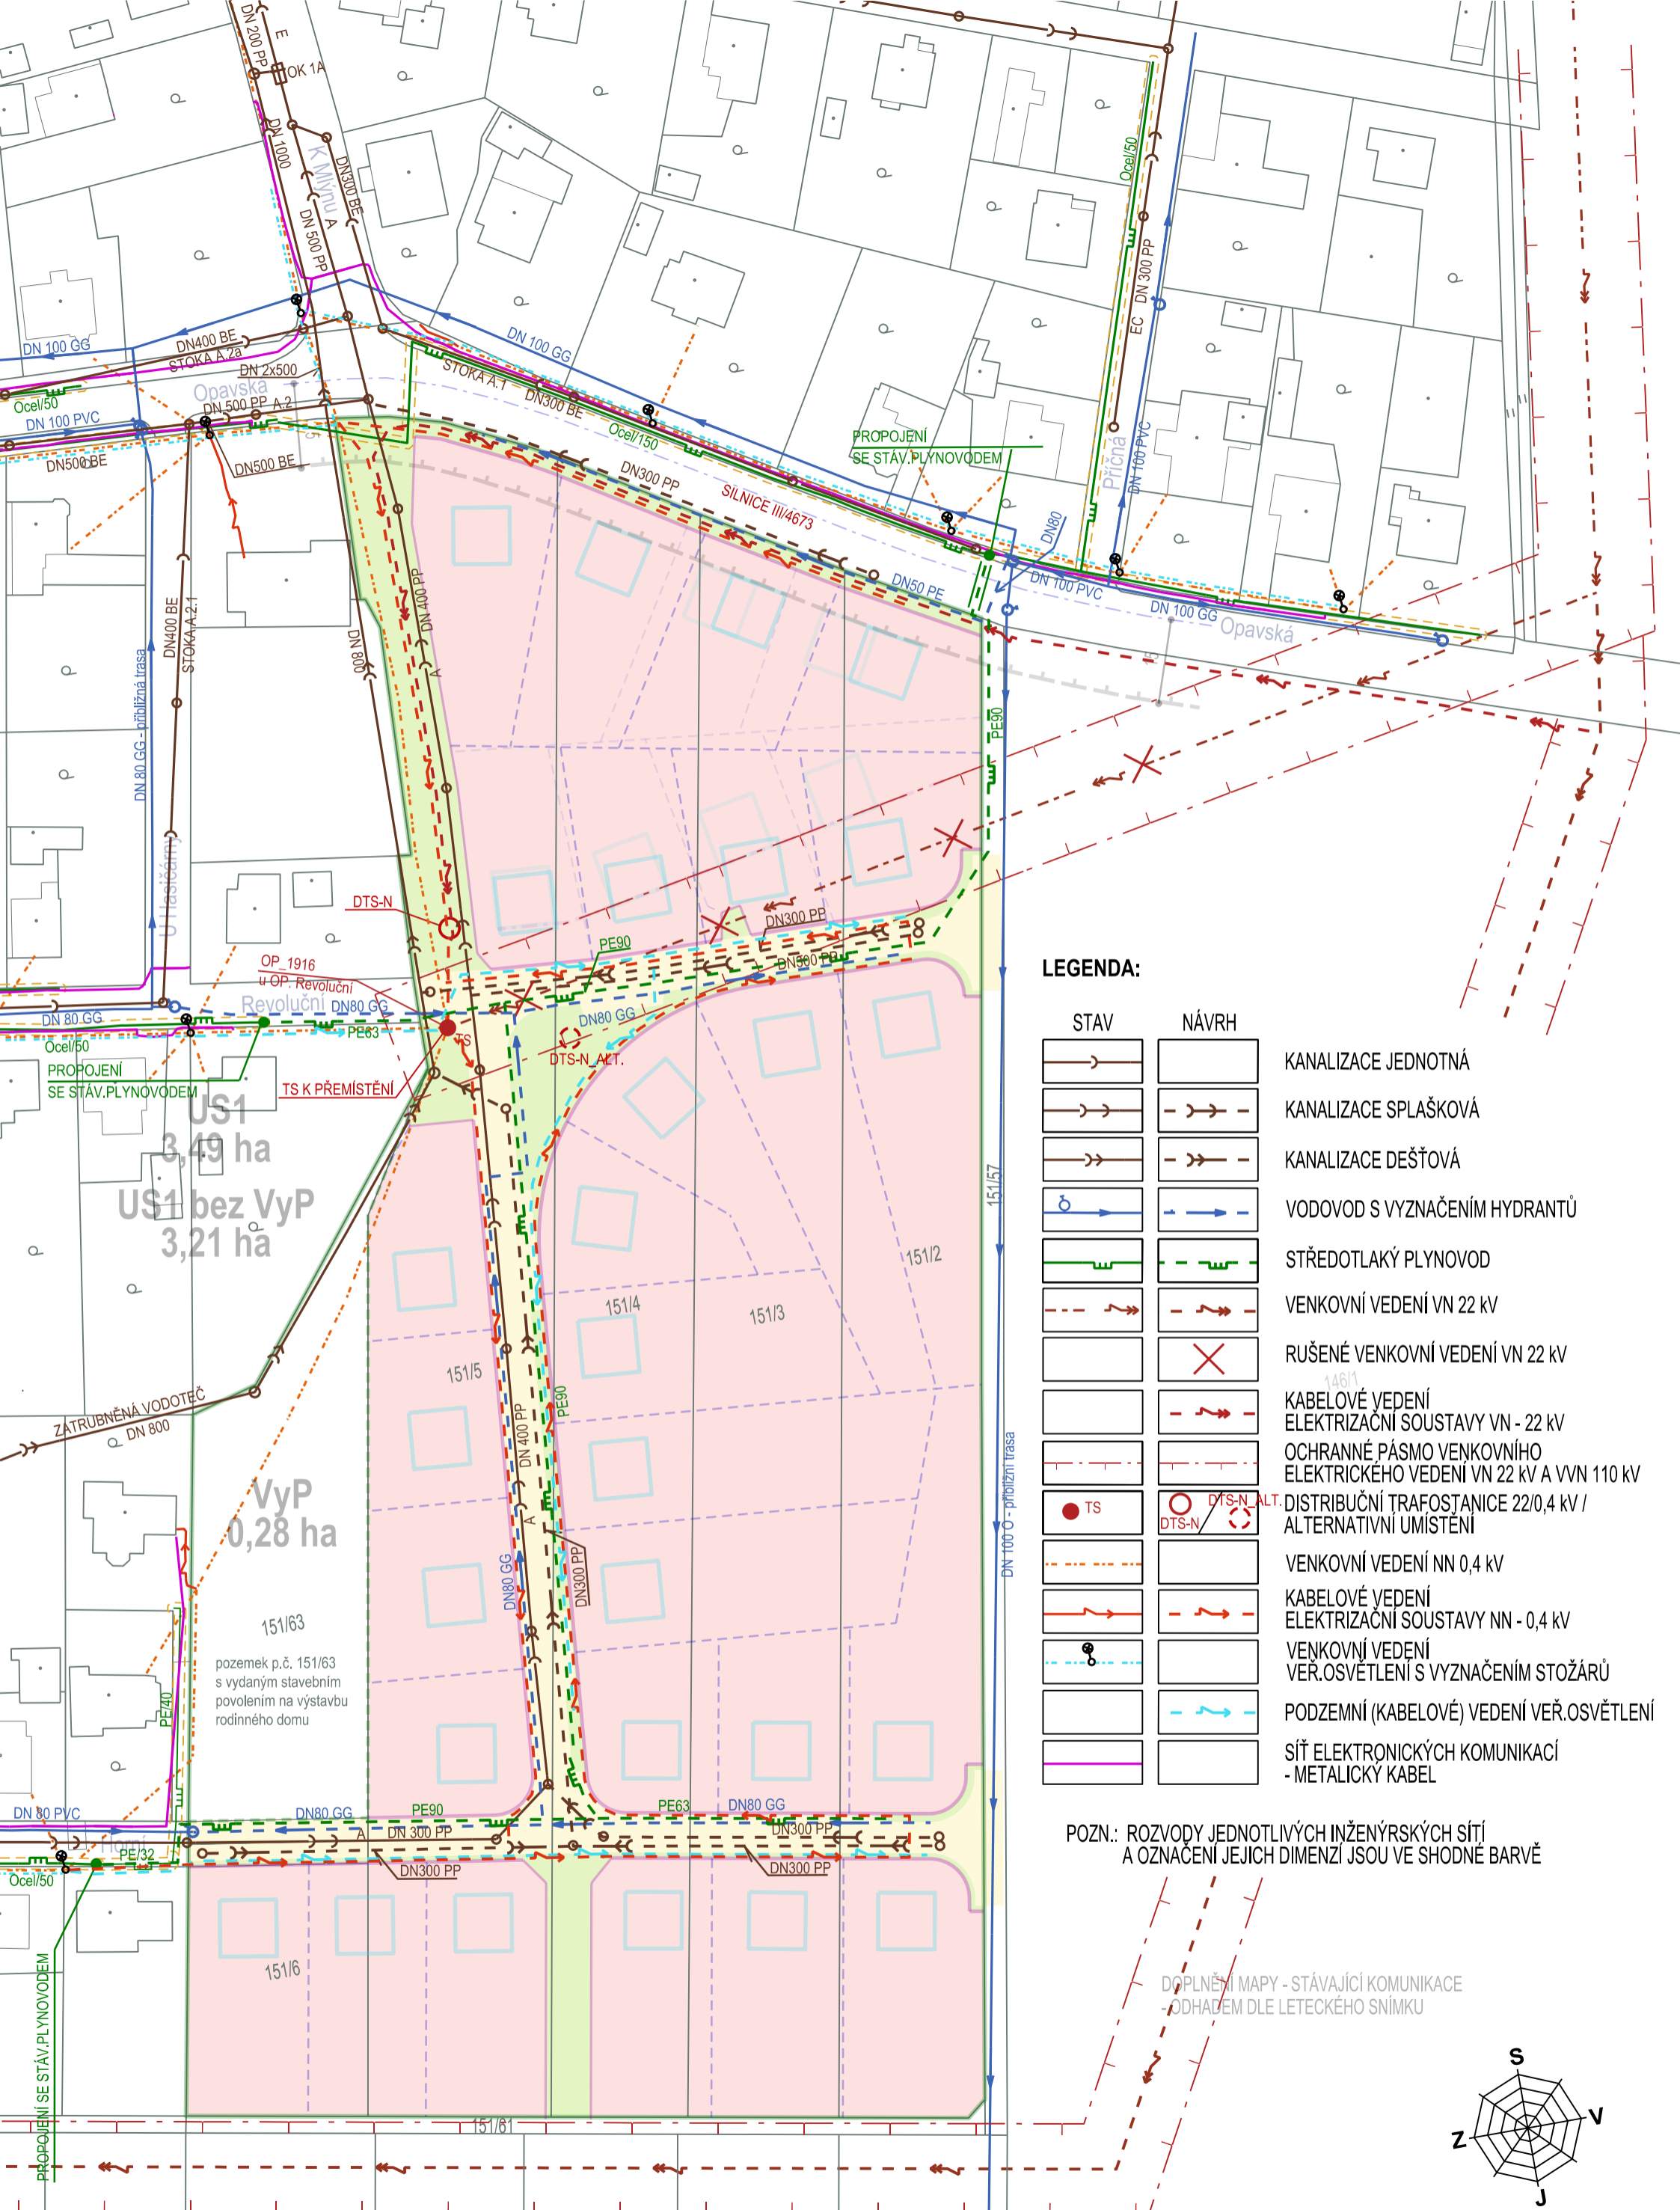 DN 200 PP
E
OK 1A
DN 1000
K Mlýnu
A
DN300 BE
DN 500 PP
Ocel/50
EC DN 300 PP
DN 100 GG
DN 100 GG
DN400 BE
STOKA A.2a
DN 2x500
Opavská
STOKA A.1
DN300 BE
Ocel/50
DN 100 PVC
DN 500 PP A.2
DN500 BE
DN500 BE
Ocel/150
PROPOJENÍ
SE STÁV.PLYNOVODEM
Příčná
DN 100 PVC
DN300 PP
SILNICE III/4673
DN80
DN50 PE
DN 100 PVC
DN 100 GG
Opavská
15
15
DN400 BE
STOKA A.2.1
DN 800
DN 400 PP
A
DN 80 GG - přibližná trasa
PE90
U Hasičárny
DTS-N
OP_1916
u OP. Revoluční
PE90
DN300 PP
DN500 PP
Revoluční
DN80 GG
DN 80 GG
PE63
DN80 GG
Ocel/50
TS
DTS-N_ALT.
PROPOJENÍ
SE STÁV.PLYNOVODEM
TS K PŘEMÍSTĚNÍ
US1
3,49 ha
US1 bez VyP
3,21 ha
151/57
151/2
151/4
151/3
151/5
ZATRUBNĚNÁ VODOTEČ
DN 800
PE90
DN 400 PP
A
DN 100 O - přibližní trasa
VyP
0,28 ha
DN80 GG
DN300 PP
151/63
pozemek p.č. 151/63
s vydaným stavebním
povolením na výstavbu
rodinného domu
PE/40
DN 80 PVC
DN80 GG
PE90
PE63
DN80 GG
Horní
A
DN 300 PP
DN300 PP
PE/32
DN300 PP
DN300 PP
Ocel/50
151/6
PROPOJENÍ SE STÁV.PLYNOVODEM
151/61
LEGENDA:
STAV NÁVRH
KANALIZACE JEDNOTNÁ
KANALIZACE SPLAŠKOVÁ
KANALIZACE DEŠŤOVÁ
VODOVOD S VYZNAČENÍM HYDRANTŮ
STŘEDOTLAKÝ PLYNOVOD
VENKOVNÍ VEDENÍ VN 22 kV
RUŠENÉ VENKOVNÍ VEDENÍ VN 22 kV
146/1
KABELOVÉ VEDENÍ
ELEKTRIZAČNÍ SOUSTAVY VN - 22 kV
OCHRANNÉ PÁSMO VENKOVNÍHO
ELEKTRICKÉHO VEDENÍ VN 22 kV A VVN 110 kV
TS
DTS-N
DTS-N_ALT.
DISTRIBUČNÍ TRAFOSTANICE 22/0,4 kV /
ALTERNATIVNÍ UMÍSTĚNÍ
VENKOVNÍ VEDENÍ NN 0,4 kV
KABELOVÉ VEDENÍ
ELEKTRIZAČNÍ SOUSTAVY NN - 0,4 kV
VENKOVNÍ VEDENÍ
VEŘ.OSVĚTLENÍ S VYZNAČENÍM STOŽÁRŮ
PODZEMNÍ (KABELOVÉ) VEDENÍ VEŘ.OSVĚTLENÍ
SÍŤ ELEKTRONICKÝCH KOMUNIKACÍ
- METALICKÝ KABEL
POZN.: ROZVODY JEDNOTLIVÝCH INŽENÝRSKÝCH SÍTÍ
A OZNAČENÍ JEJICH DIMENZÍ JSOU VE SHODNÉ BARVĚ
DOPLNĚNÍ MAPY - STÁVAJÍCÍ KOMUNIKACE
- ODHADEM DLE LETECKÉHO SNÍMKU
S
V
Z
J